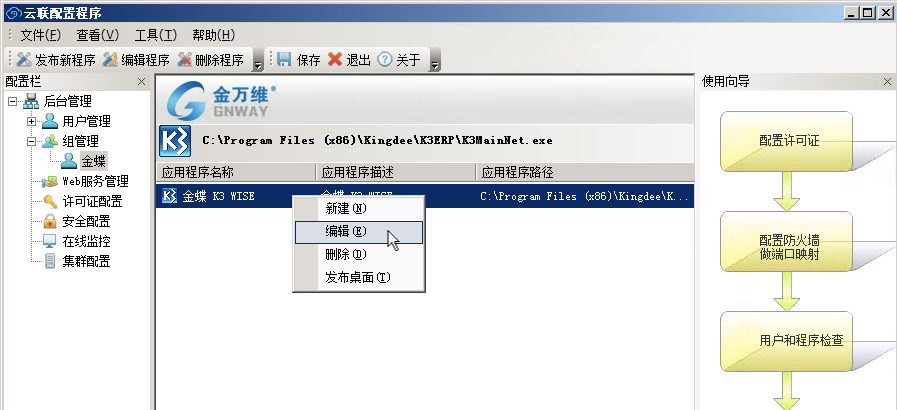 云联配置程序
文件(F) 查看(V) 工具(T) 帮助(H)
发布新程序 编辑程序 删除程序 保存 退出 关于
配置栏
后台管理
用户管理
组管理
金蝶
Web服务管理
许可证配置
安全配置
在线监控
集群配置
金万维®
GNWAY
K3 C:\Program Files (x86)\Kingdee\K3ERP\K3MainNet.exe
应用程序名称 应用程序描述 应用程序路径
K3 金蝶 K3 WISE 金蝶 K3 WISE C:\Program Files (x86)\Kingdee\K...
新建(N)
编辑(E)
删除(D)
发布桌面(T)
使用向导
配置许可证
配置防火墙
做端口映射
用户和程序检查